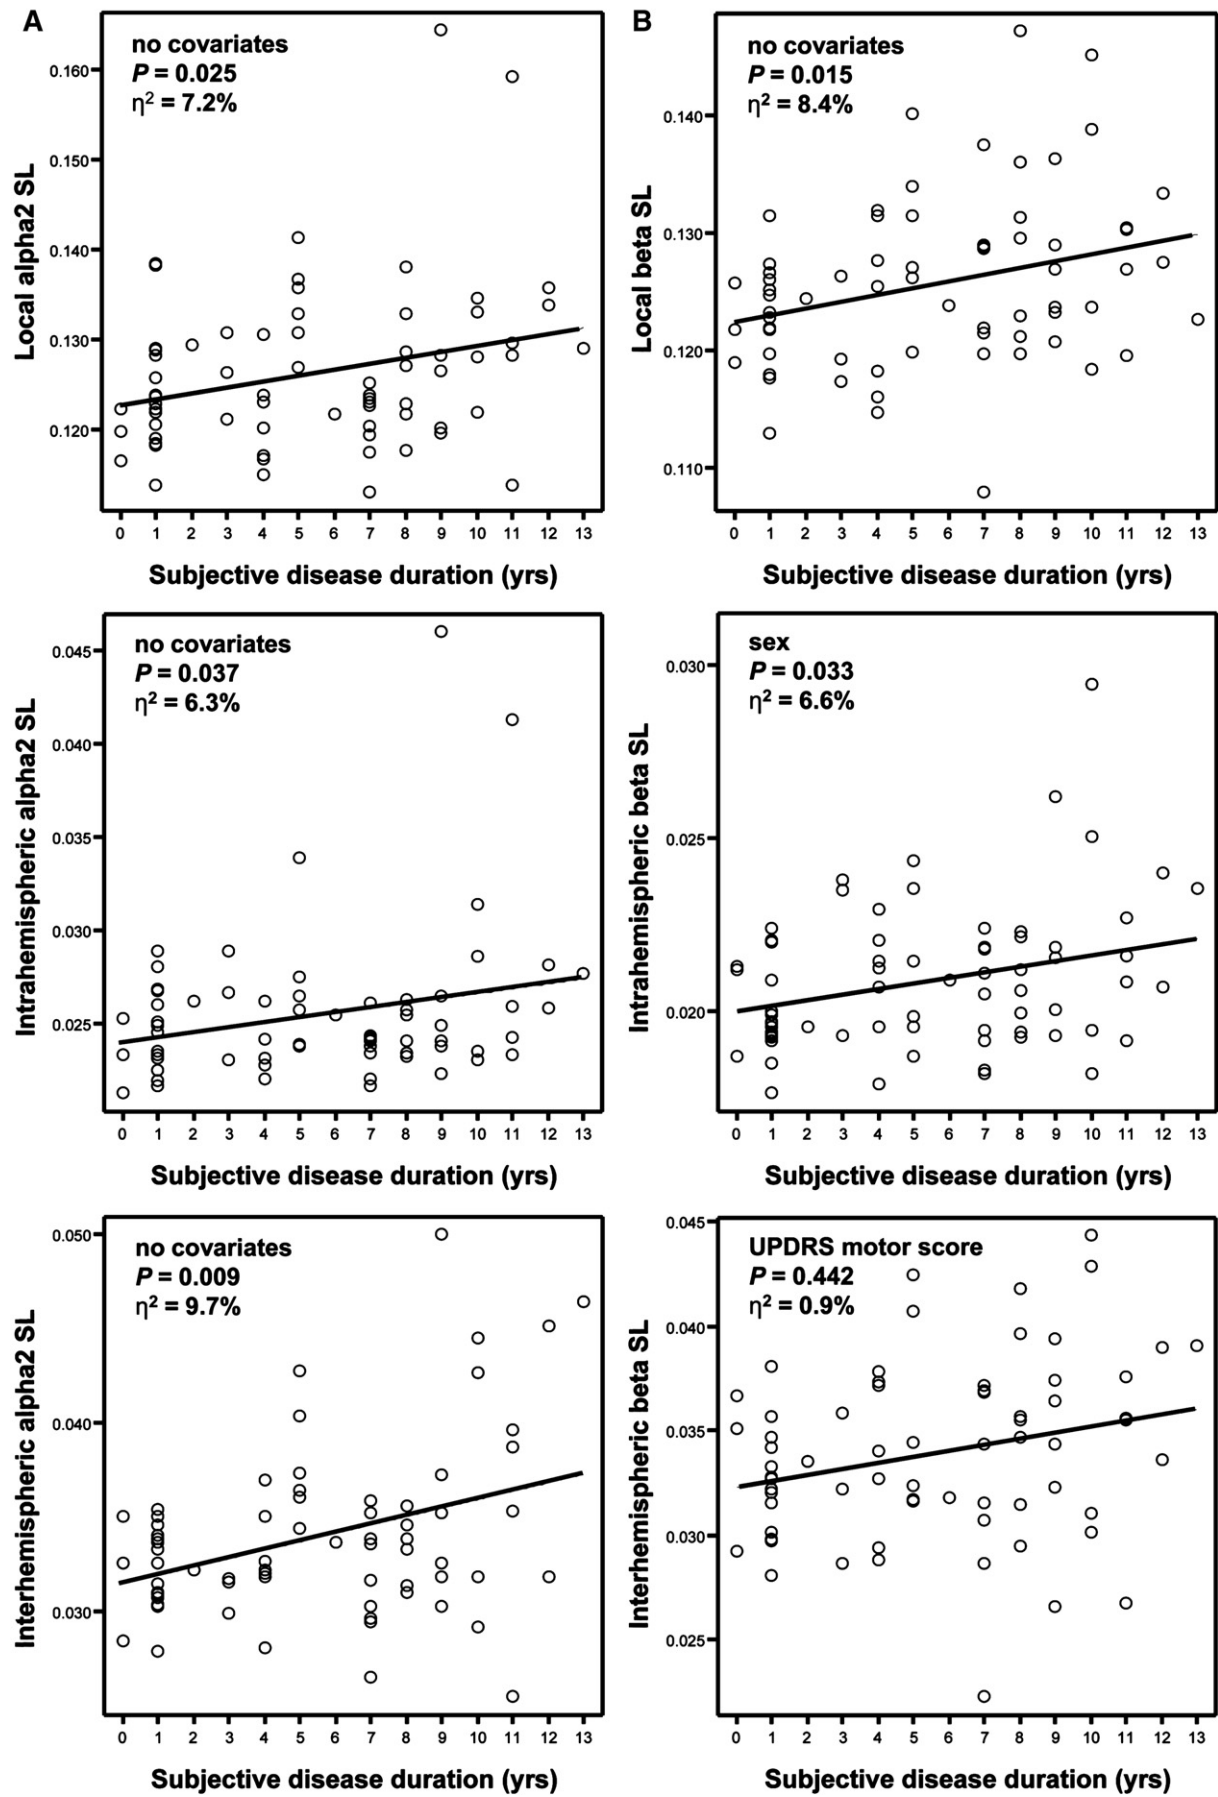 A
no covariates
P = 0.025
η² = 7.2%
Local alpha2 SL
0.160
0.150
0.140
0.130
0.120
0 1 2 3 4 5 6 7 8 9 10 11 12 13
Subjective disease duration (yrs)
B
no covariates
P = 0.015
η² = 8.4%
Local beta SL
0.140
0.130
0.120
0.110
0 1 2 3 4 5 6 7 8 9 10 11 12 13
Subjective disease duration (yrs)
no covariates
P = 0.037
η² = 6.3%
Intrahemispheric alpha2 SL
0.045
0.040
0.035
0.030
0.025
0 1 2 3 4 5 6 7 8 9 10 11 12 13
Subjective disease duration (yrs)
sex
P = 0.033
η² = 6.6%
Intrahemispheric beta SL
0.030
0.025
0.020
0 1 2 3 4 5 6 7 8 9 10 11 12 13
Subjective disease duration (yrs)
no covariates
P = 0.009
η² = 9.7%
Interhemispheric alpha2 SL
0.050
0.040
0.030
0 1 2 3 4 5 6 7 8 9 10 11 12 13
Subjective disease duration (yrs)
UPDRS motor score
P = 0.442
η² = 0.9%
Interhemispheric beta SL
0.045
0.040
0.035
0.030
0.025
0 1 2 3 4 5 6 7 8 9 10 11 12 13
Subjective disease duration (yrs)